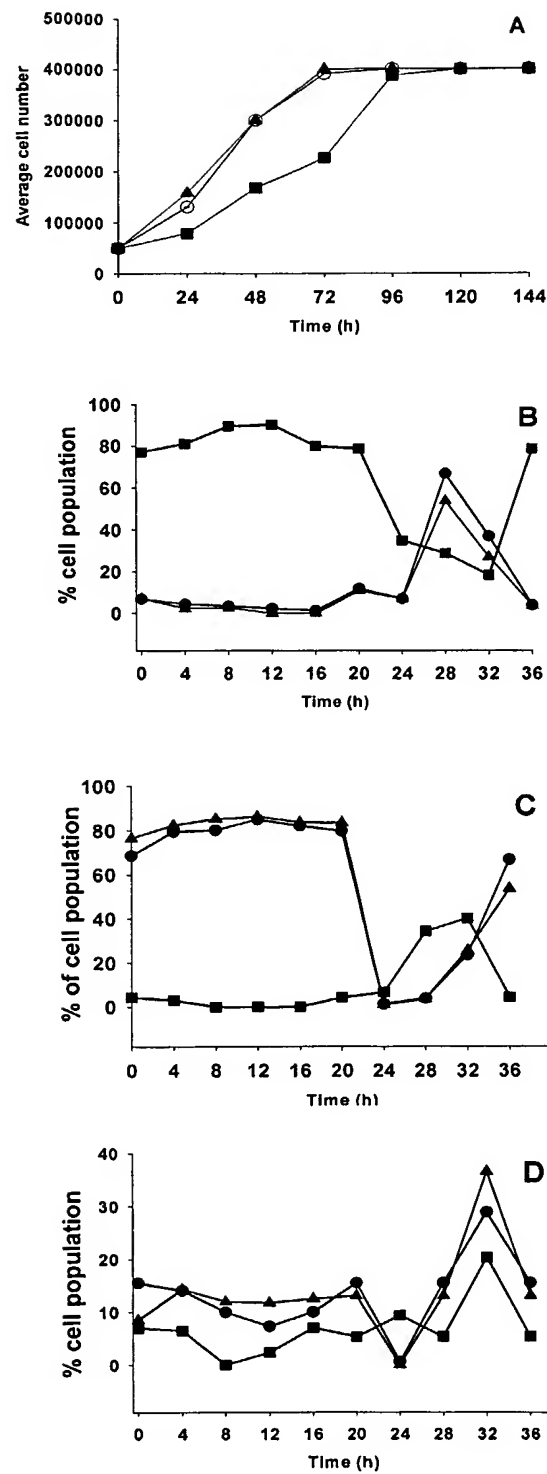 A
500000
400000
300000
200000
100000
0
Average cell number
0 24 48 72 96 120 144
Time (h)
B
100
80
60
40
20
0
% cell population
0 4 8 12 16 20 24 28 32 36
Time (h)
C
100
80
60
40
20
0
% of cell population
0 4 8 12 16 20 24 28 32 36
Time (h)
D
40
30
20
10
0
% cell population
0 4 8 12 16 20 24 28 32 36
Time (h)